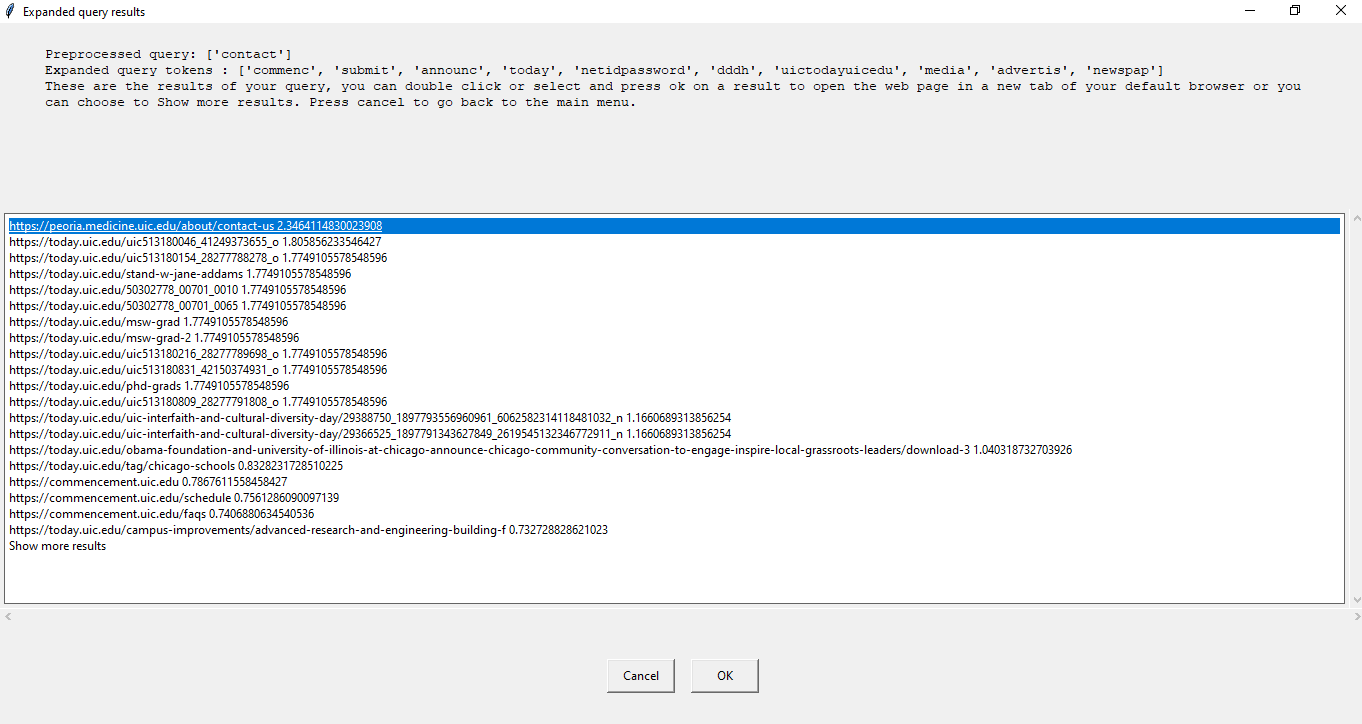 Expanded query results
Preprocessed query: ['contact']
Expanded query tokens : ['commenc', 'submit', 'announc', 'today', 'netidpassword', 'dddh', 'uictodayuicedu', 'media', 'advertis', 'newspap']
These are the results of your query, you can double click or select and press ok on a result to open the web page in a new tab of your default browser or you
can choose to Show more results. Press cancel to go back to the main menu.
https://peoria.medicine.uic.edu/about/contact-us 2.3464114830023908
https://today.uic.edu/uic513180046_41249373655_o 1.805856233546427
https://today.uic.edu/uic513180154_28277788278_o 1.7749105578548596
https://today.uic.edu/stand-w-jane-addams 1.7749105578548596
https://today.uic.edu/50302778_00701_0010 1.7749105578548596
https://today.uic.edu/50302778_00701_0065 1.7749105578548596
https://today.uic.edu/msw-grad 1.7749105578548596
https://today.uic.edu/msw-grad-2 1.7749105578548596
https://today.uic.edu/uic513180216_28277789698_o 1.7749105578548596
https://today.uic.edu/uic513180831_42150374931_o 1.7749105578548596
https://today.uic.edu/phd-grads 1.7749105578548596
https://today.uic.edu/uic513180809_28277791808_o 1.7749105578548596
https://today.uic.edu/uic-interfaith-and-cultural-diversity-day/29388750_1897793556960961_6062582314118481032_n 1.1660689313856254
https://today.uic.edu/uic-interfaith-and-cultural-diversity-day/29366525_1897791343627849_2619545132346772911_n 1.1660689313856254
https://today.uic.edu/obama-foundation-and-university-of-illinois-at-chicago-announce-chicago-community-conversation-to-engage-inspire-local-grassroots-leaders/download-3 1.040318732703926
https://today.uic.edu/tag/chicago-schools 0.8328231728510225
https://commencement.uic.edu 0.7867611558458427
https://commencement.uic.edu/schedule 0.7561286090097139
https://commencement.uic.edu/faqs 0.7406880634540536
https://today.uic.edu/campus-improvements/advanced-research-and-engineering-building-f 0.732728828621023
Show more results
Cancel
OK